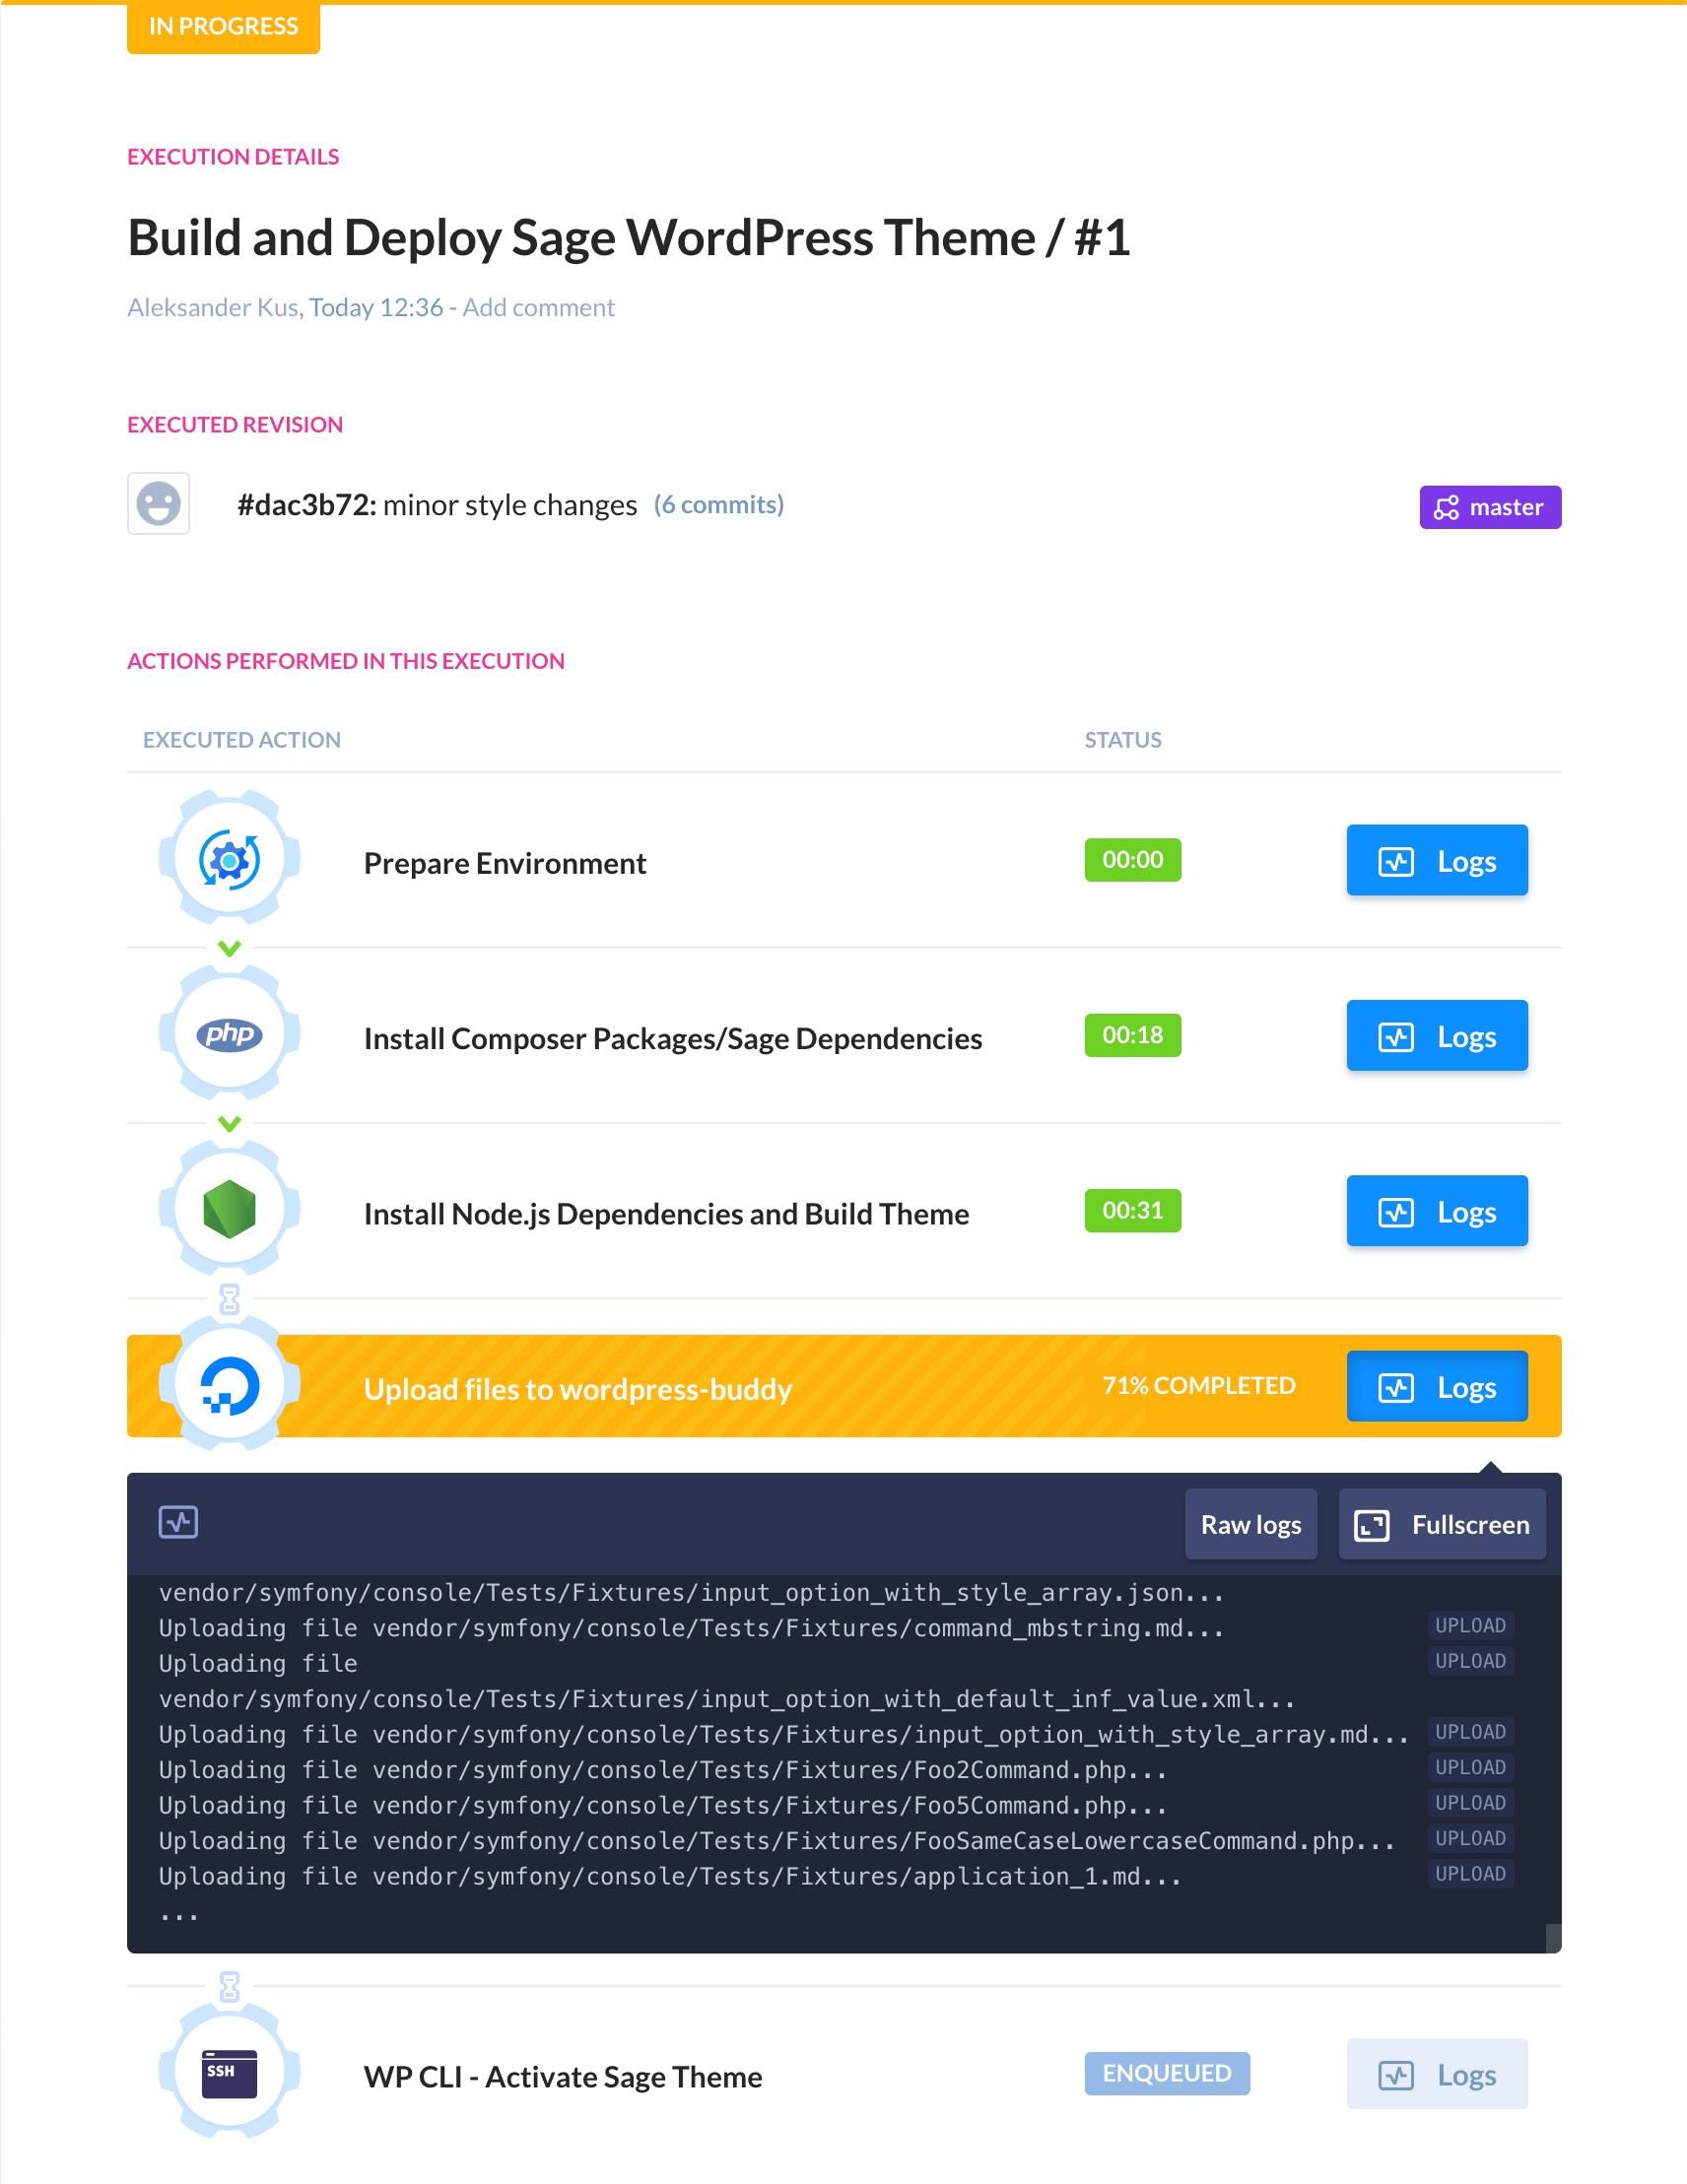 IN PROGRESS
EXECUTION DETAILS
Build and Deploy Sage WordPress Theme / #1
Aleksander Kus, Today 12:36 - Add comment
EXECUTED REVISION
#dac3b72: minor style changes (6 commits)
master
ACTIONS PERFORMED IN THIS EXECUTION
EXECUTED ACTION STATUS
Prepare Environment 00:00 Logs
php Install Composer Packages/Sage Dependencies 00:18 Logs
Install Node.js Dependencies and Build Theme 00:31 Logs
Upload files to wordpress-buddy 71% COMPLETED Logs
Raw logs Fullscreen
vendor/symfony/console/Tests/Fixtures/input_option_with_style_array.json...
Uploading file vendor/symfony/console/Tests/Fixtures/command_mbstring.md... UPLOAD
Uploading file UPLOAD
vendor/symfony/console/Tests/Fixtures/input_option_with_default_inf_value.xml...
Uploading file vendor/symfony/console/Tests/Fixtures/input_option_with_style_array.md... UPLOAD
Uploading file vendor/symfony/console/Tests/Fixtures/Foo2Command.php... UPLOAD
Uploading file vendor/symfony/console/Tests/Fixtures/Foo5Command.php... UPLOAD
Uploading file vendor/symfony/console/Tests/Fixtures/FooSameCaseLowercaseCommand.php... UPLOAD
Uploading file vendor/symfony/console/Tests/Fixtures/application_1.md... UPLOAD
...
SSH WP CLI - Activate Sage Theme ENQUEUED Logs